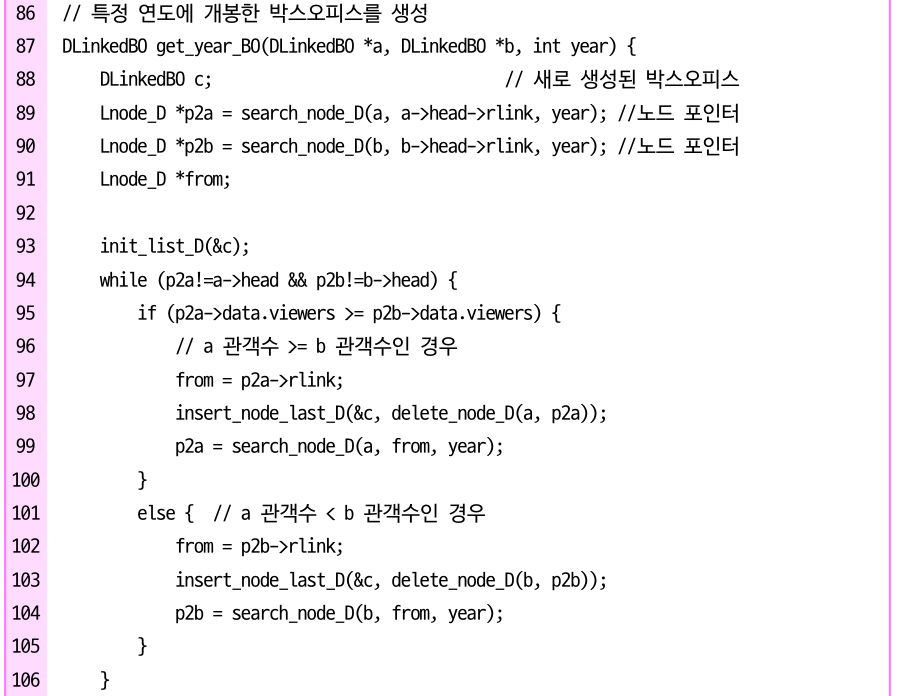 86 // 특정 연도에 개봉한 박스오피스를 생성
87 DLinkedBO get_year_BO(DLinkedBO *a, DLinkedBO *b, int year) {
88     DLinkedBO c;                               // 새로 생성된 박스오피스
89     Lnode_D *p2a = search_node_D(a, a->head->rlink, year); //노드 포인터
90     Lnode_D *p2b = search_node_D(b, b->head->rlink, year); //노드 포인터
91     Lnode_D *from;
92
93     init_list_D(&c);
94     while (p2a!=a->head && p2b!=b->head) {
95         if (p2a->data.viewers >= p2b->data.viewers) {
96             // a 관객수 >= b 관객수인 경우
97             from = p2a->rlink;
98             insert_node_last_D(&c, delete_node_D(a, p2a));
99             p2a = search_node_D(a, from, year);
100         }
101         else {  // a 관객수 < b 관객수인 경우
102             from = p2b->rlink;
103             insert_node_last_D(&c, delete_node_D(b, p2b));
104             p2b = search_node_D(b, from, year);
105         }
106     }